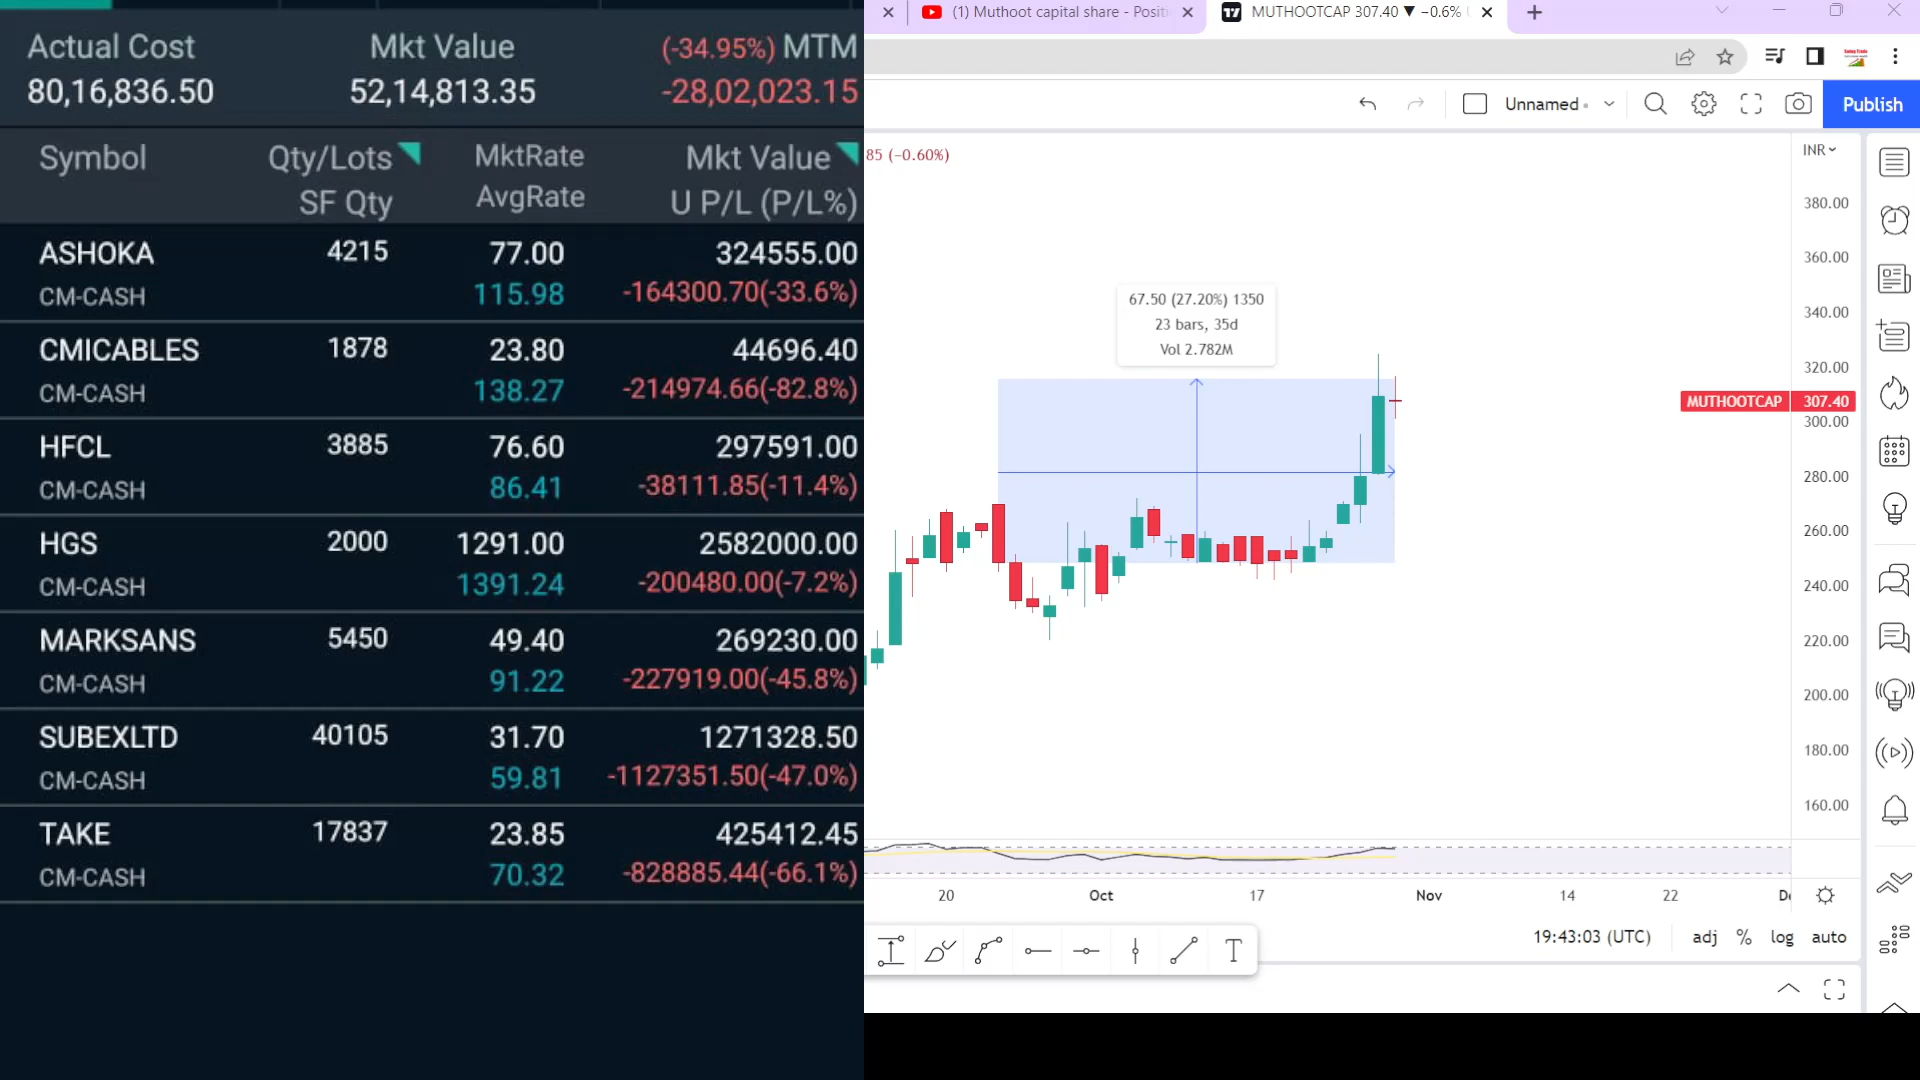 Actual Cost Mkt Value (-34.95%) MTM
80,16,836.50 52,14,813.35 -28,02,023.15
Symbol Qty/Lots MktRate Mkt Value
SF Qty AvgRate U P/L (P/L%)
ASHOKA 4215 77.00 324555.00
CM-CASH 115.98 -164300.70(-33.6%)
CMICABLES 1878 23.80 44696.40
CM-CASH 138.27 -214974.66(-82.8%)
HFCL 3885 76.60 297591.00
CM-CASH 86.41 -38111.85(-11.4%)
HGS 2000 1291.00 2582000.00
CM-CASH 1391.24 -200480.00(-7.2%)
MARKSANS 5450 49.40 269230.00
CM-CASH 91.22 -227919.00(-45.8%)
SUBEXLTD 40105 31.70 1271328.50
CM-CASH 59.81 -1127351.50(-47.0%)
TAKE 17837 23.85 425412.45
CM-CASH 70.32 -828885.44(-66.1%)
(1) Muthoot capital share - Positi
MUTHOOTCAP 307.40 ▼ −0.6%
Unnamed
Publish
85 (−0.60%)
INR
380.00
360.00
67.50 (27.20%) 1350
23 bars, 35d
Vol 2.782M
340.00
320.00
MUTHOOTCAP 307.40
300.00
280.00
260.00
240.00
220.00
200.00
180.00
160.00
20 Oct 17 Nov 14 22
19:43:03 (UTC) adj % log auto